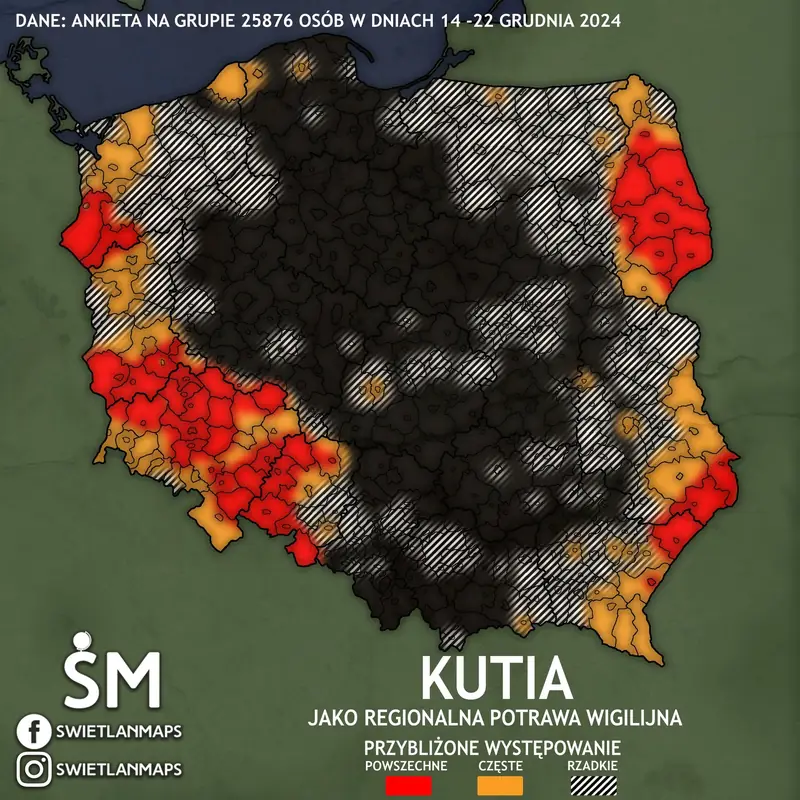 DANE: ANKIETA NA GRUPIE 25876 OSÓB W DNIACH 14 -22 GRUDNIA 2024
ŚM
SWIETLANMAPS
SWIETLANMAPS
KUTIA
JAKO REGIONALNA POTRAWA WIGILIJNA
PRZYBLIŻONE WYSTĘPOWANIE
POWSZECHNE CZĘSTE RZADKIE